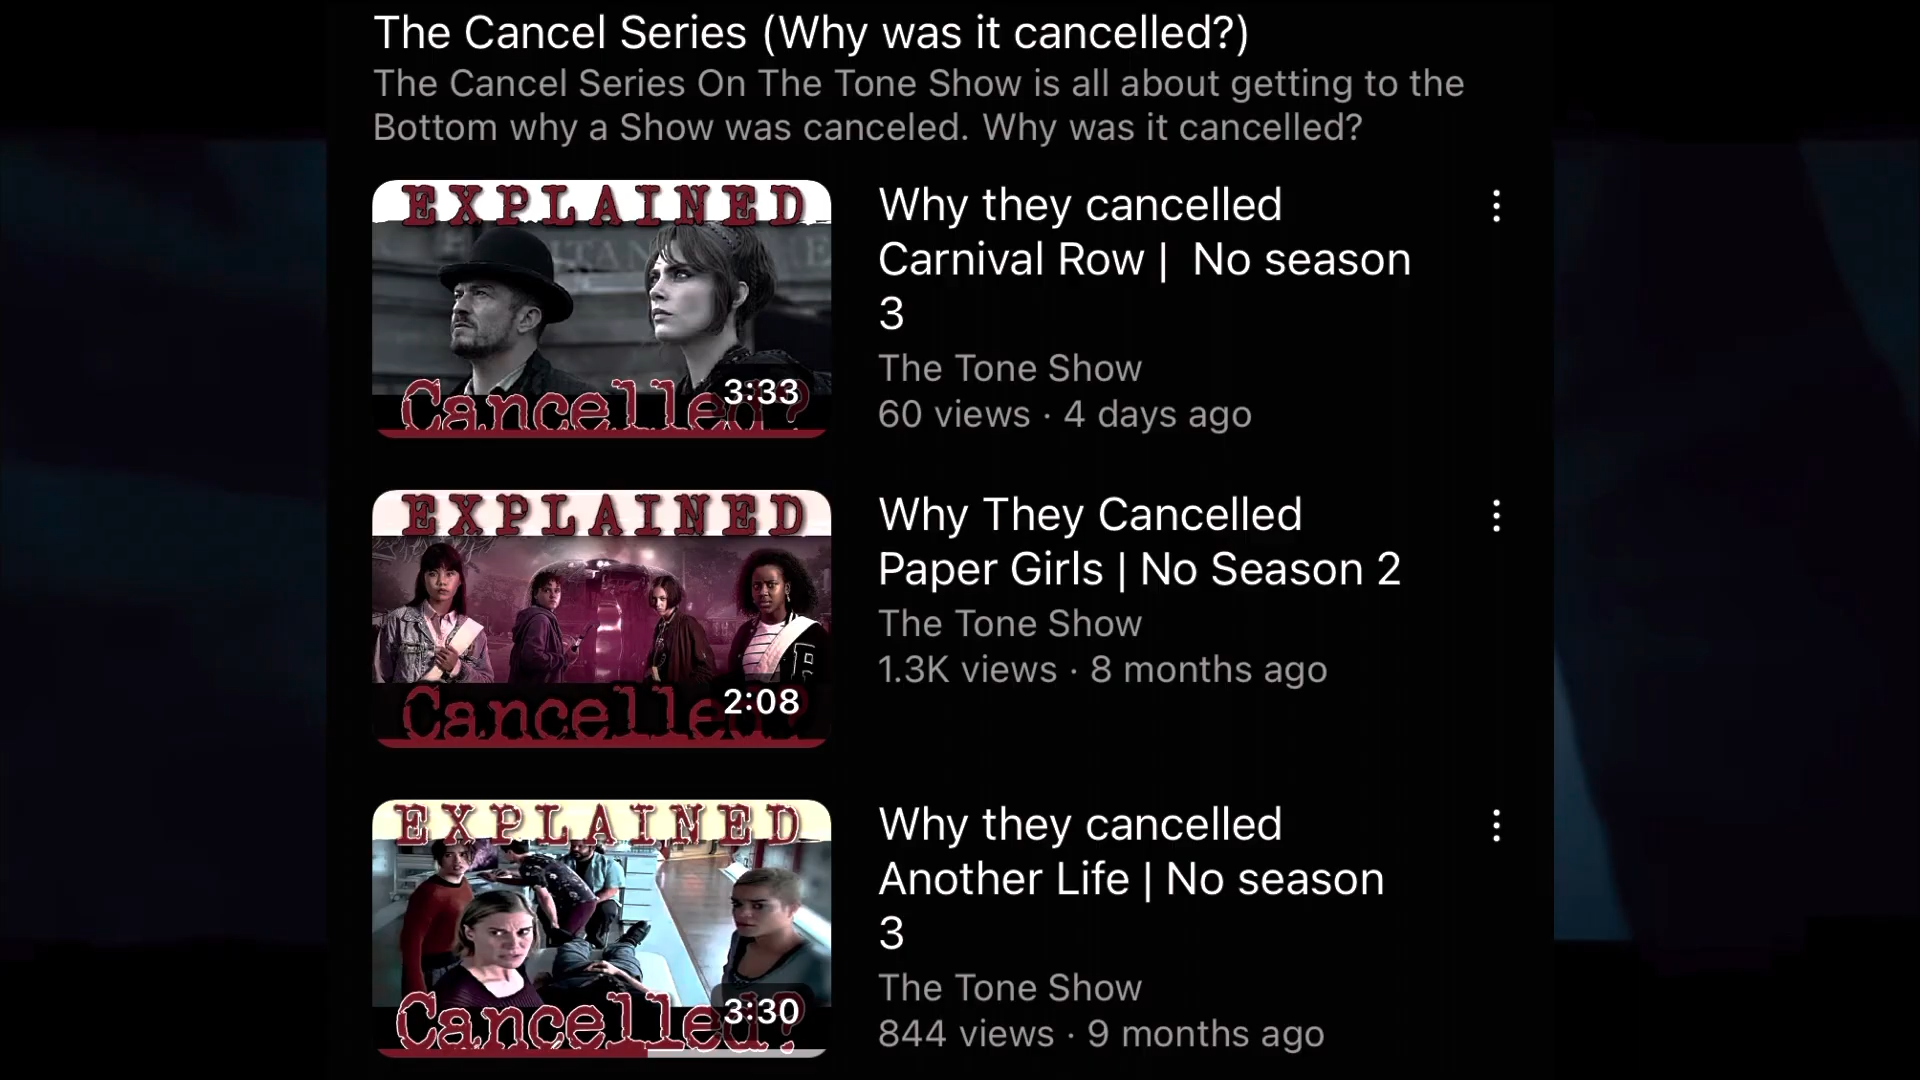 The Cancel Series (Why was it cancelled?)
The Cancel Series On The Tone Show is all about getting to the
Bottom why a Show was canceled. Why was it cancelled?
EXPLAINED
Cancelled?
3:33
Why they cancelled
Carnival Row |  No season
3
The Tone Show
60 views · 4 days ago
EXPLAINED
Cancelled?
2:08
Why They Cancelled
Paper Girls | No Season 2
The Tone Show
1.3K views · 8 months ago
EXPLAINED
Cancelled?
3:30
Why they cancelled
Another Life | No season
3
The Tone Show
844 views · 9 months ago